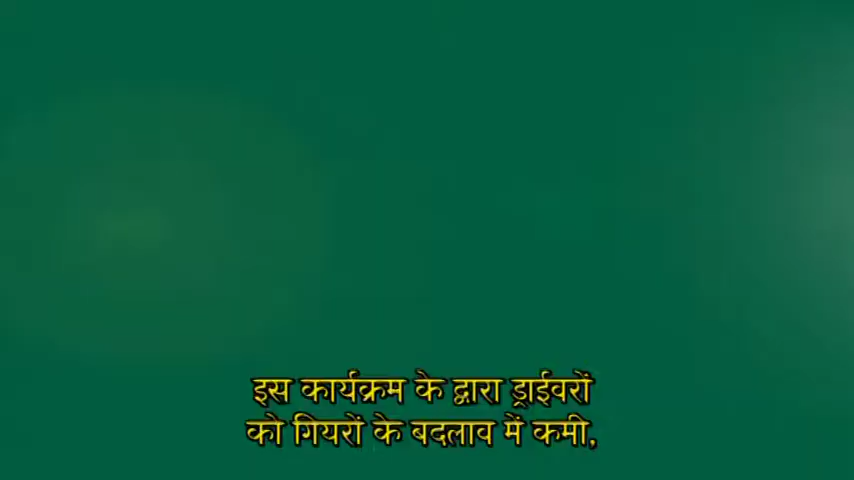 इस कार्यक्रम के द्वारा ड्राईवरों
को गियरों के बदलाव में कमी,